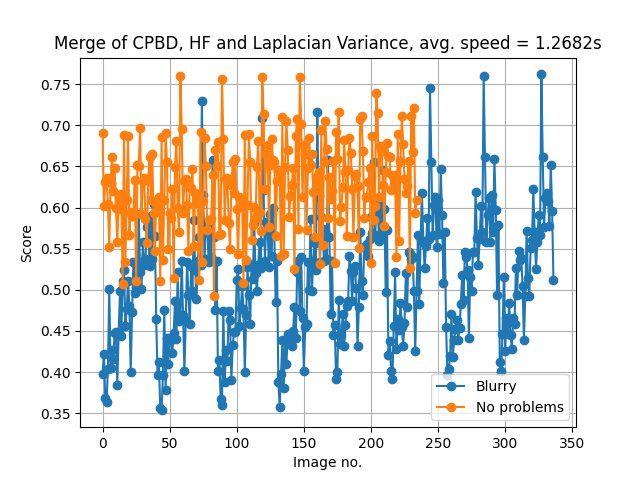 Merge of CPBD, HF and Laplacian Variance, avg. speed = 1.2682s
0.75
0.70
0.65
0.60
0.55
0.50
0.45
0.40
0.35
Score
0 50 100 150 200 250 300 350
Image no.
Blurry
No problems